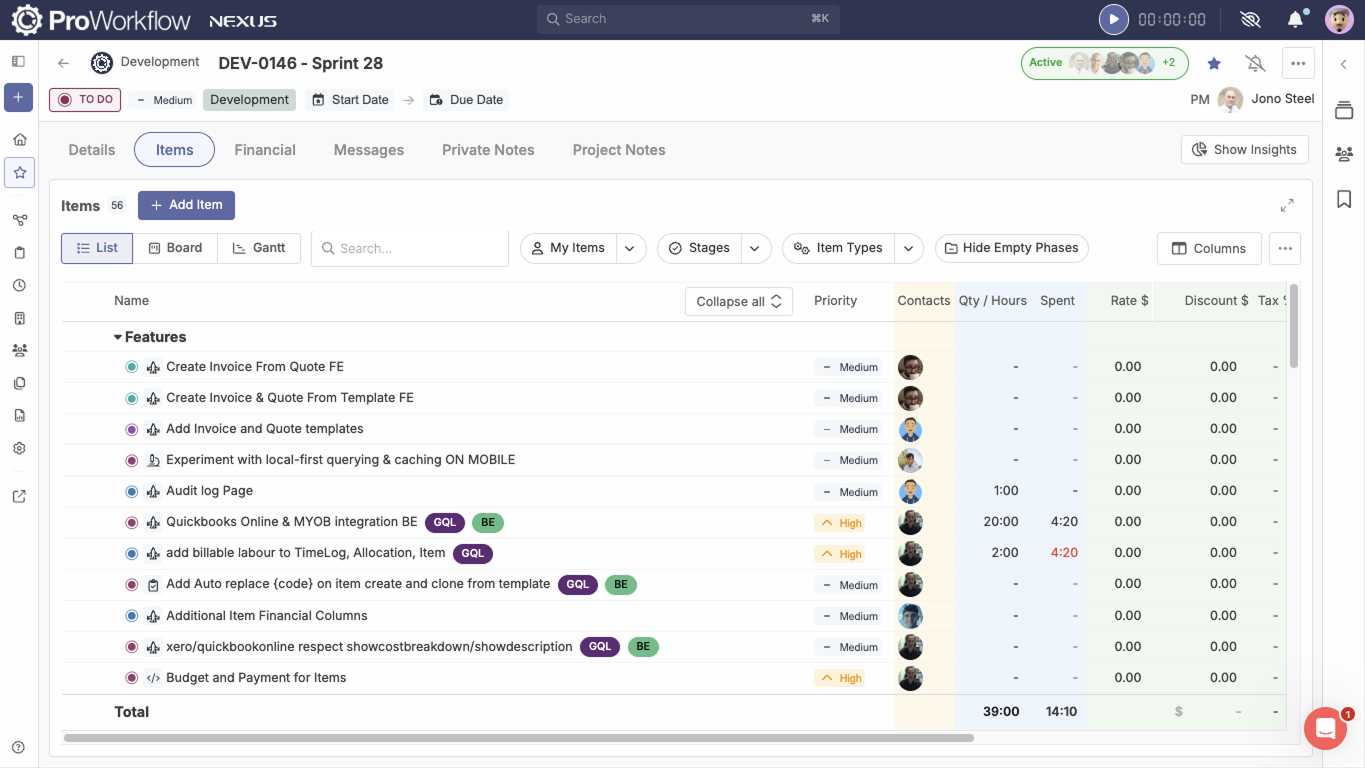 ProWorkflow NEXUS Search ⌘K 00:00:00
Development DEV-0146 - Sprint 28 Active +2
TO DO – Medium Development Start Date → Due Date PM Jono Steel
Details Items Financial Messages Private Notes Project Notes Show Insights
Items 56 + Add Item
List Board Gantt Search... My Items Stages Item Types Hide Empty Phases Columns
Name Collapse all Priority Contacts Qty / Hours Spent Rate $ Discount $ Tax
Features
Create Invoice From Quote FE – Medium - - 0.00 0.00 -
Create Invoice & Quote From Template FE – Medium - - 0.00 0.00 -
Add Invoice and Quote templates – Medium - - 0.00 0.00 -
Experiment with local-first querying & caching ON MOBILE – Medium - - 0.00 0.00 -
Audit log Page – Medium 1:00 - 0.00 0.00 -
Quickbooks Online & MYOB integration BE GQL BE High 20:00 4:20 0.00 0.00 -
add billable labour to TimeLog, Allocation, Item GQL High 2:00 4:20 0.00 0.00 -
Add Auto replace {code} on item create and clone from template GQL BE – Medium - - 0.00 0.00 -
Additional Item Financial Columns – Medium - - 0.00 0.00 -
xero/quickbookonline respect showcostbreakdown/showdescription GQL BE – Medium - - 0.00 0.00 -
Budget and Payment for Items High - - 0.00 0.00 -
Total 39:00 14:10 $ - -
1